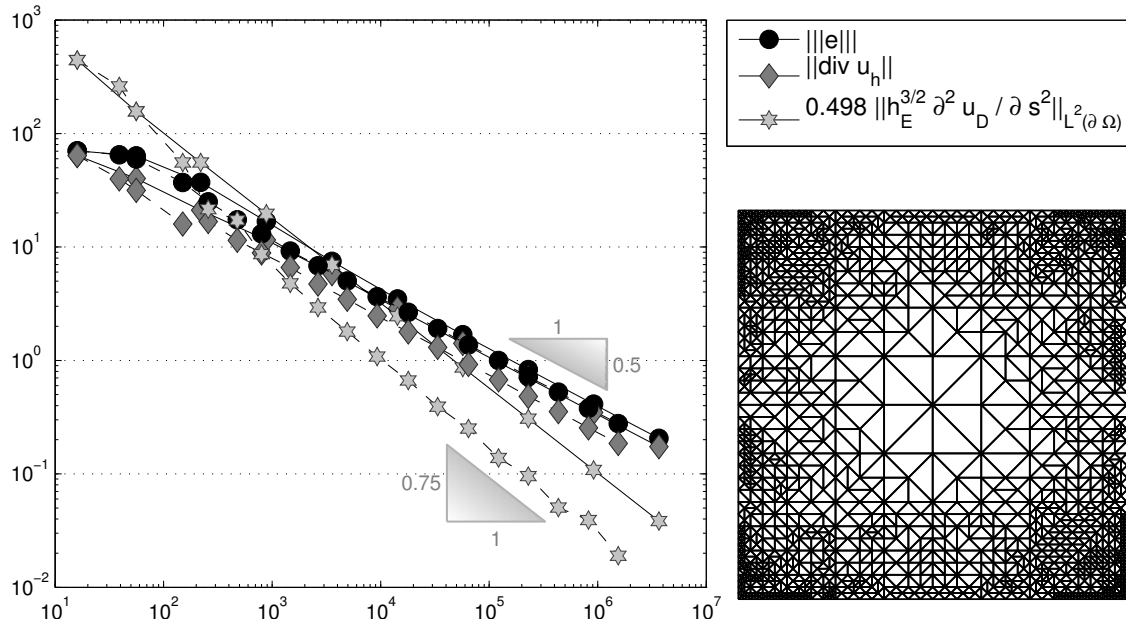 10^3
10^2
10^1
10^0
10^−1
10^−2
10^1 10^2 10^3 10^4 10^5 10^6 10^7
1
0.5
0.75
1
|||e|||
||div u_h||
0.498 ||h_E^{3/2} ∂^2 u_D / ∂ s^2||_{L^2(∂ Ω)}